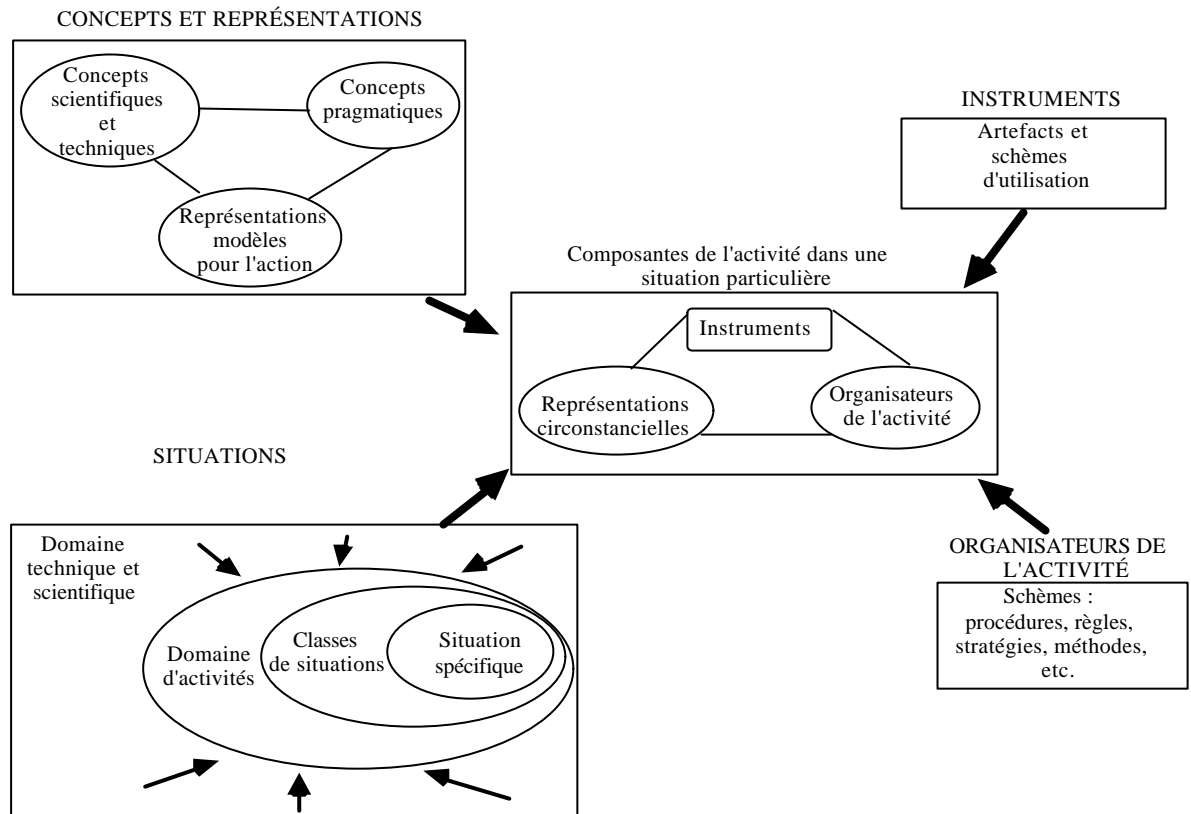 CONCEPTS ET REPRÉSENTATIONS
Concepts
scientifiques
et
techniques
Concepts
pragmatiques
Représentations
modèles
pour l'action
INSTRUMENTS
Artefacts et
schèmes
d'utilisation
Composantes de l'activité dans une
situation particulière
Instruments
Représentations
circonstancielles
Organisateurs
de l'activité
SITUATIONS
Domaine
technique et
scientifique
Domaine
d'activités
Classes
de situations
Situation
spécifique
ORGANISATEURS DE
L'ACTIVITÉ
Schèmes :
procédures, règles,
stratégies, méthodes,
etc.